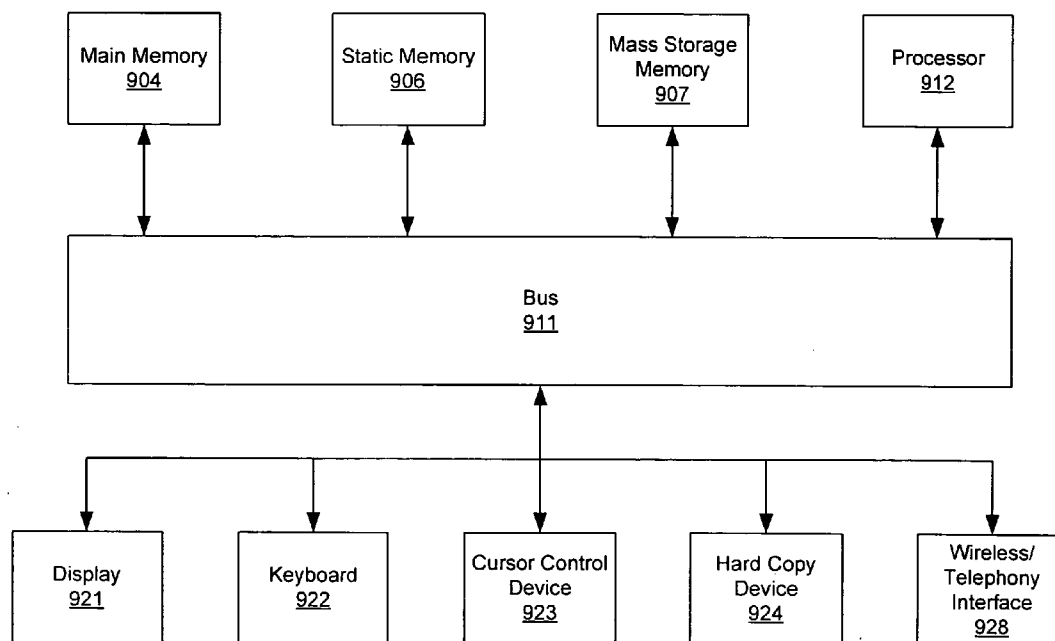 Main Memory
904
Static Memory
906
Mass Storage
Memory
907
Processor
912
Bus
911
Display
921
Keyboard
922
Cursor Control
Device
923
Hard Copy
Device
924
Wireless/
Telephony
Interface
928